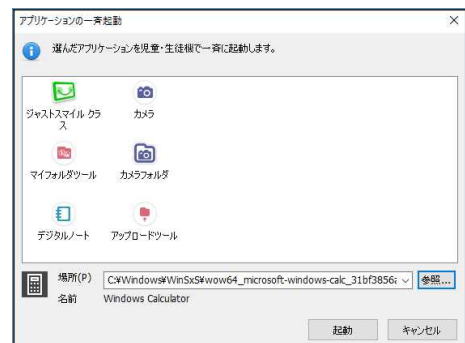 アプリケーションの一斉起動
選んだアプリケーションを児童・生徒機で一斉に起動します。
ジャストスマイル クラ
ス
カメラ
マイフォルダツール
カメラフォルダ
デジタルノート
アップロードツール
場所(P)
C:¥Windows¥WinSxS¥wow64_microsoft-windows-calc_31bf3856a
参照...
名前
Windows Calculator
起動
キャンセル